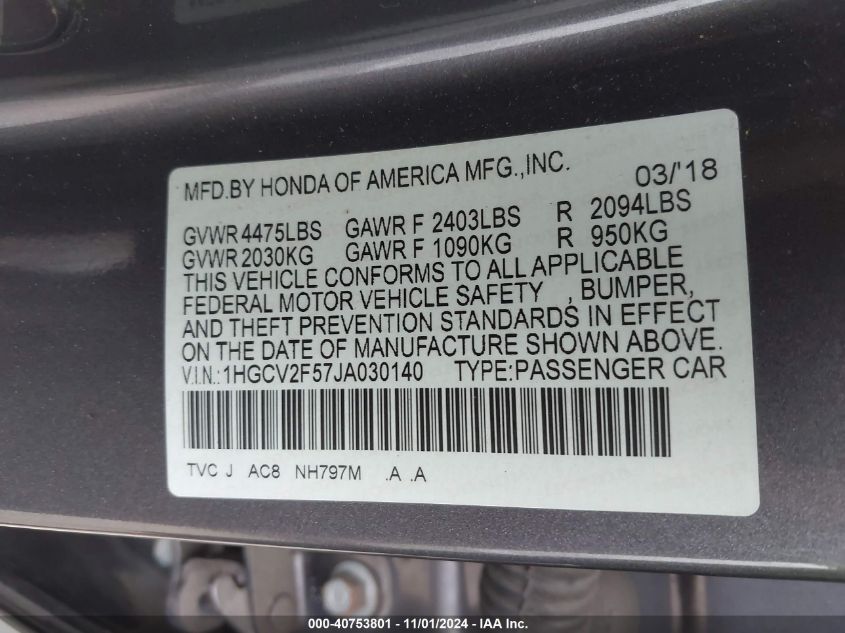 MFD.BY HONDA OF AMERICA MFG.,INC. 03/'18
GVWR 4475LBS GAWR F 2403LBS R 2094LBS
GVWR 2030KG GAWR F 1090KG R 950KG
THIS VEHICLE CONFORMS TO ALL APPLICABLE
FEDERAL MOTOR VEHICLE SAFETY , BUMPER,
AND THEFT PREVENTION STANDARDS IN EFFECT
ON THE DATE OF MANUFACTURE SHOWN ABOVE.
V.I.N.:1HGCV2F57JA030140 TYPE:PASSENGER CAR
TVC J AC8 NH797M .A .A
000-40753801 - 11/01/2024 - IAA Inc.